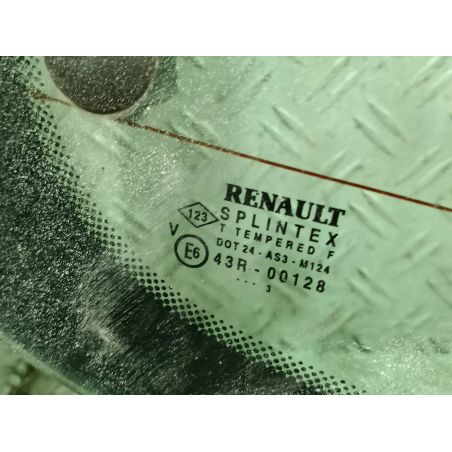 RENAULT
123 SPLINTEX
T TEMPERED F
V DOT 24 - AS3 - M124
E6 43R - 00128
... 3